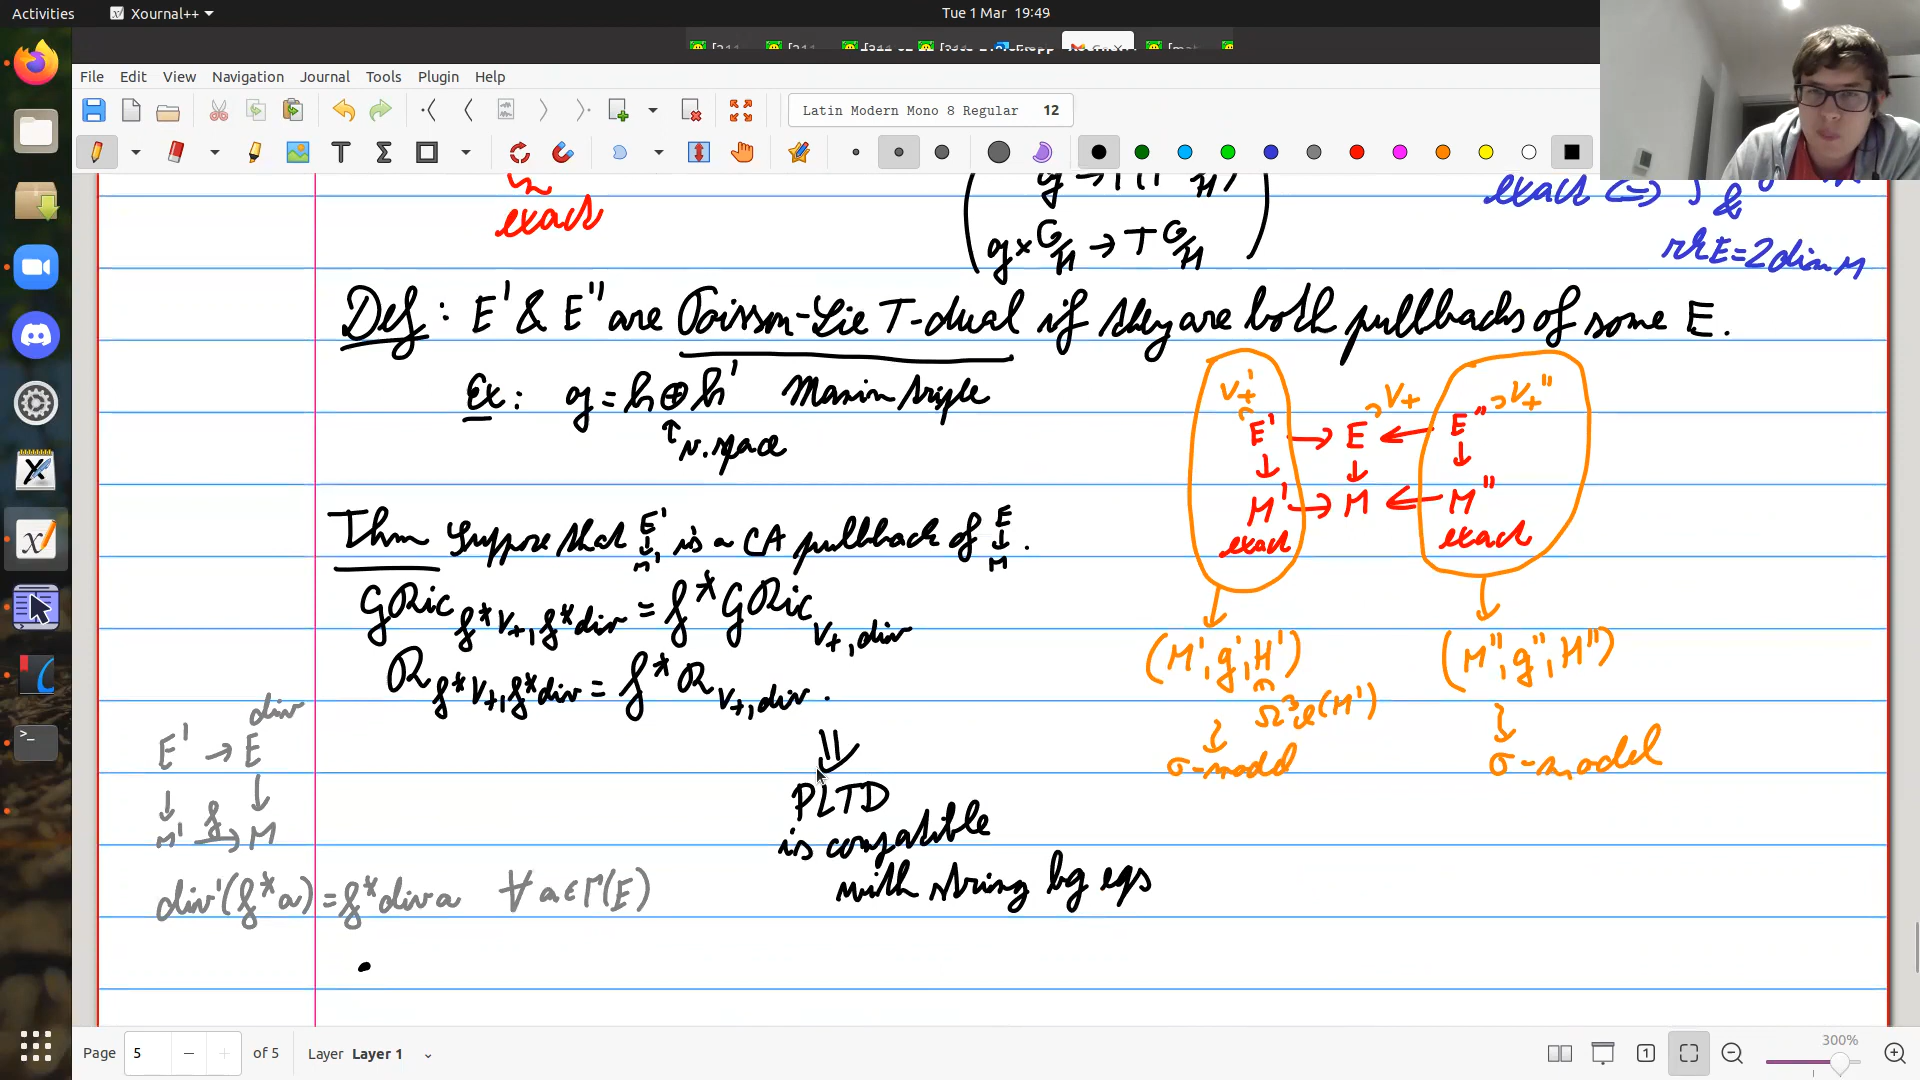 Activities
Xournal++
Tue 1 Mar 19:49
File Edit View Navigation Journal Tools Plugin Help
Latin Modern Mono 8 Regular 12
exact
g × G/H → T G/H
exact ⇔
&
rk E = 2 dim M
Def: E' & E'' are Poisson-Lie T-dual if they are both pullbacks of some E.
Ex: g = h ⊕ h' Manin triple
↑ v. space
V₊' V₊ V₊''
E' → E ← E''
↓ ↓ ↓
M' → M ← M''
exact exact
Thm Suppose that E'↓M' is a CA pullback of E↓M.
GRic f*V₊, f*div = f* GRic V₊, div
R f*V₊, f*div = f* R V₊, div .
(M', g', H') (M'', g'', H'')
Ω³cl(M')
σ-model σ-model
⇓
PLTD
is compatible
with string bg eqs
div
E' → E
↓ ↓
M' f→ M
div'(f*a) = f* div a ∀ a ∈ Γ(E)
Page 5 of 5 Layer Layer 1
300%